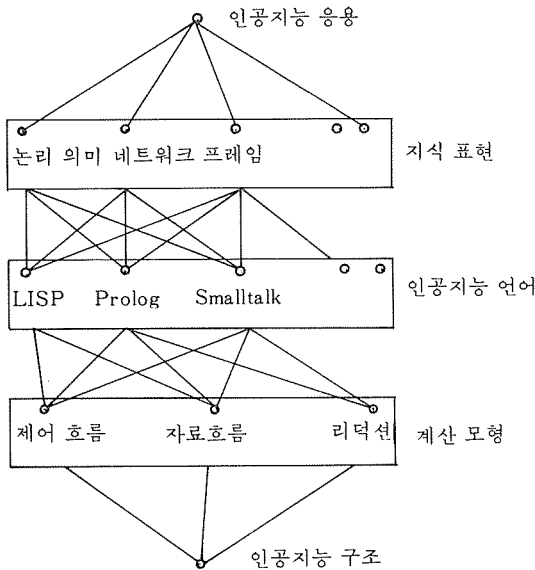 인공지능 응용
논리 의미 네트워크 프레임
지식 표현
LISP Prolog Smalltalk
인공지능 언어
제어 흐름 자료흐름 리덕션
계산 모형
인공지능 구조